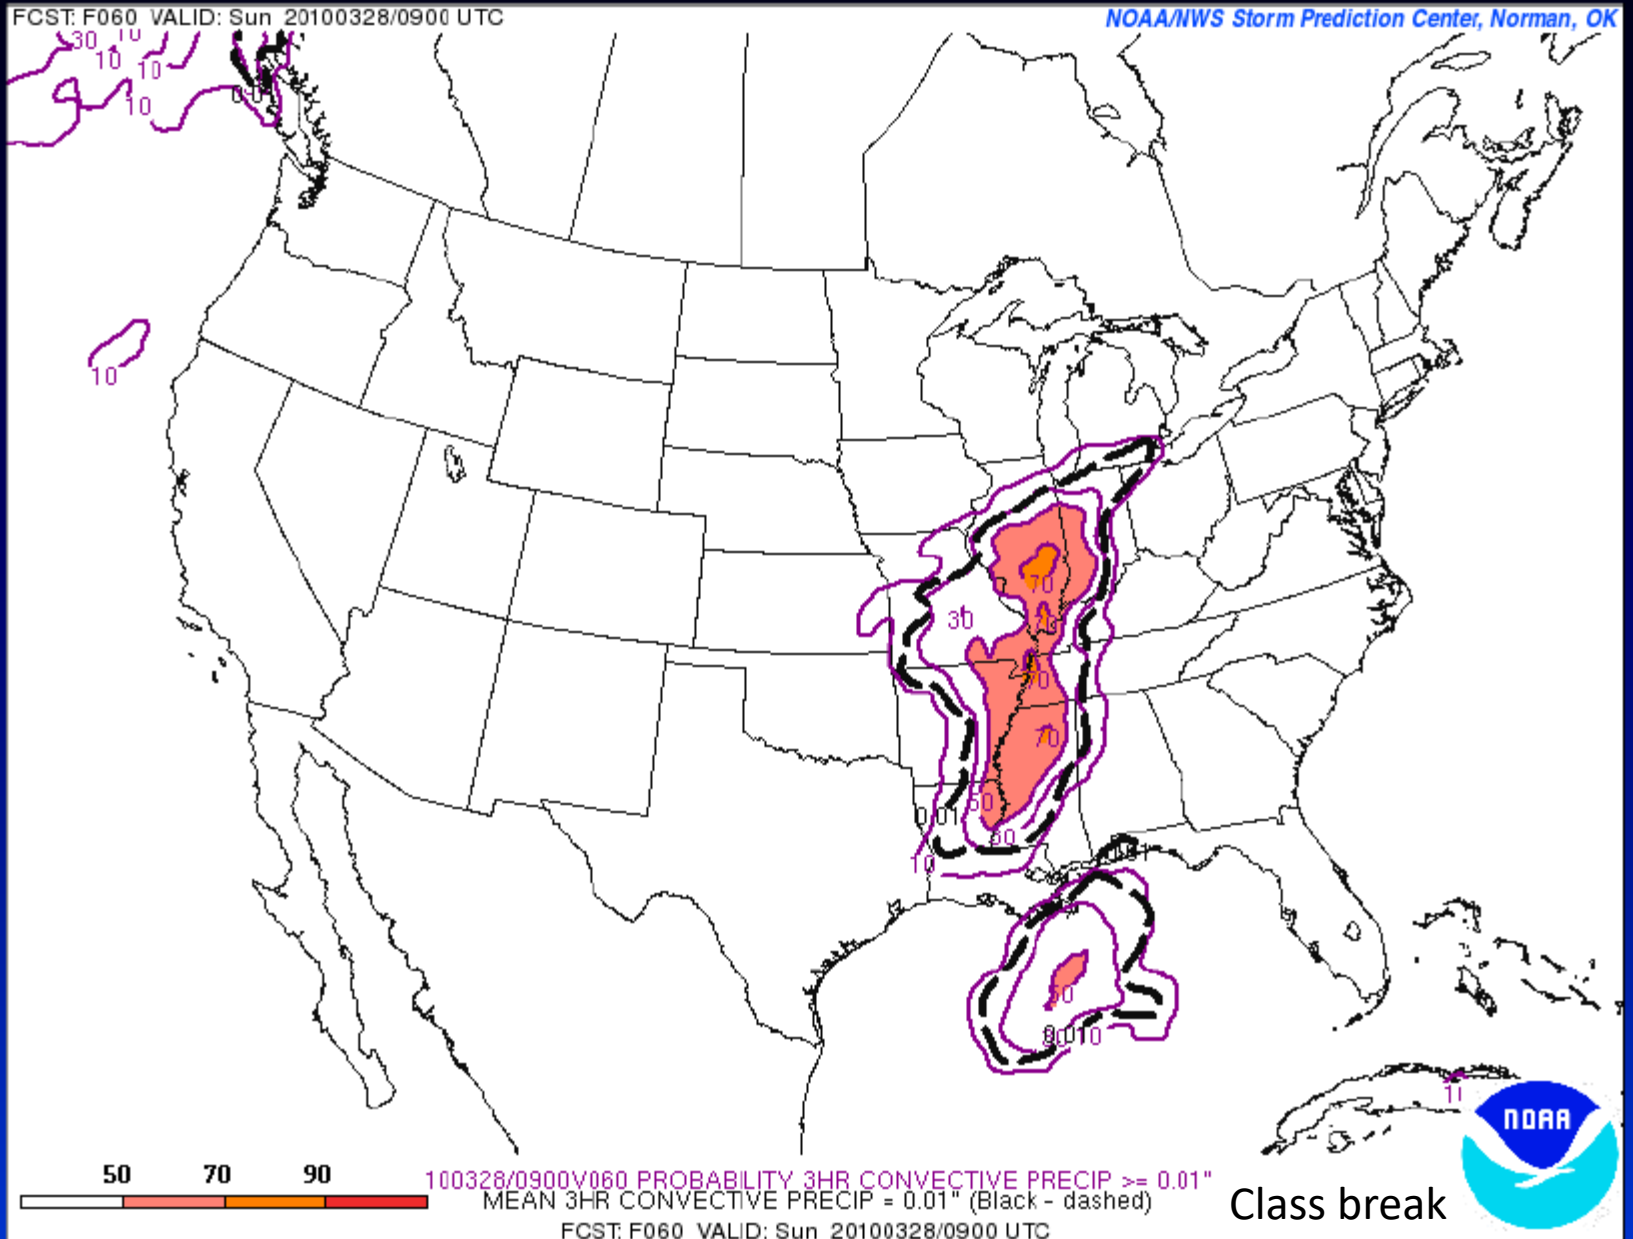 FCST: F060 VALID: Sun 20100328/0900 UTC
NOAA/NWS Storm Prediction Center, Norman, OK
30
10
10
10
10
10
70
30
70
70
70
50
0.01
30
10
50
0.01
10
NOAA
50 70 90
100328/0900V060 PROBABILITY 3HR CONVECTIVE PRECIP >= 0.01"
MEAN 3HR CONVECTIVE PRECIP = 0.01" (Black - dashed)
Class break
FCST: F060 VALID: Sun 20100328/0900 UTC